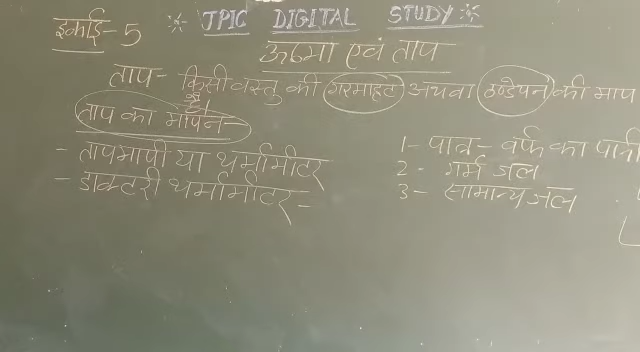 इकाई-5 JPIC DIGITAL STUDY
ऊष्मा एवं ताप
ताप - किसी वस्तु की गरमाहट अथवा ठण्डेपन की माप
है
ताप का मापन
- तापमापी या थर्मामीटर
- डाक्टरी थर्मामीटर -
1- पात्र - बर्फ का पानी
2- गर्म जल
3- सामान्य जल